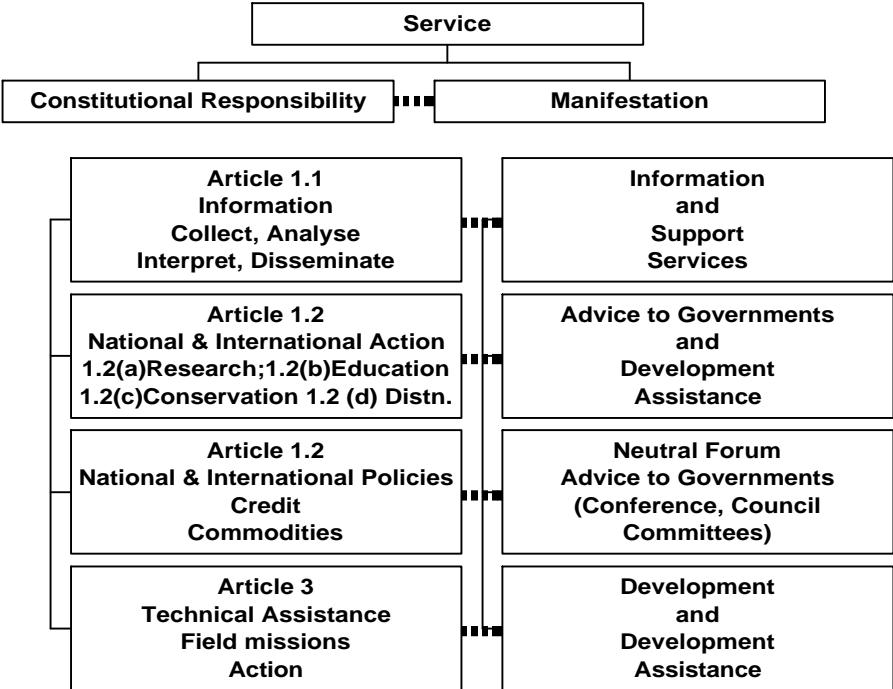 Service
Constitutional Responsibility
Manifestation
Article 1.1
Information
Collect, Analyse
Interpret, Disseminate
Information
and
Support
Services
Article 1.2
National & International Action
1.2(a)Research;1.2(b)Education
1.2(c)Conservation 1.2 (d) Distn.
Advice to Governments
and
Development
Assistance
Article 1.2
National & International Policies
Credit
Commodities
Neutral Forum
Advice to Governments
(Conference, Council
Committees)
Article 3
Technical Assistance
Field missions
Action
Development
and
Development
Assistance